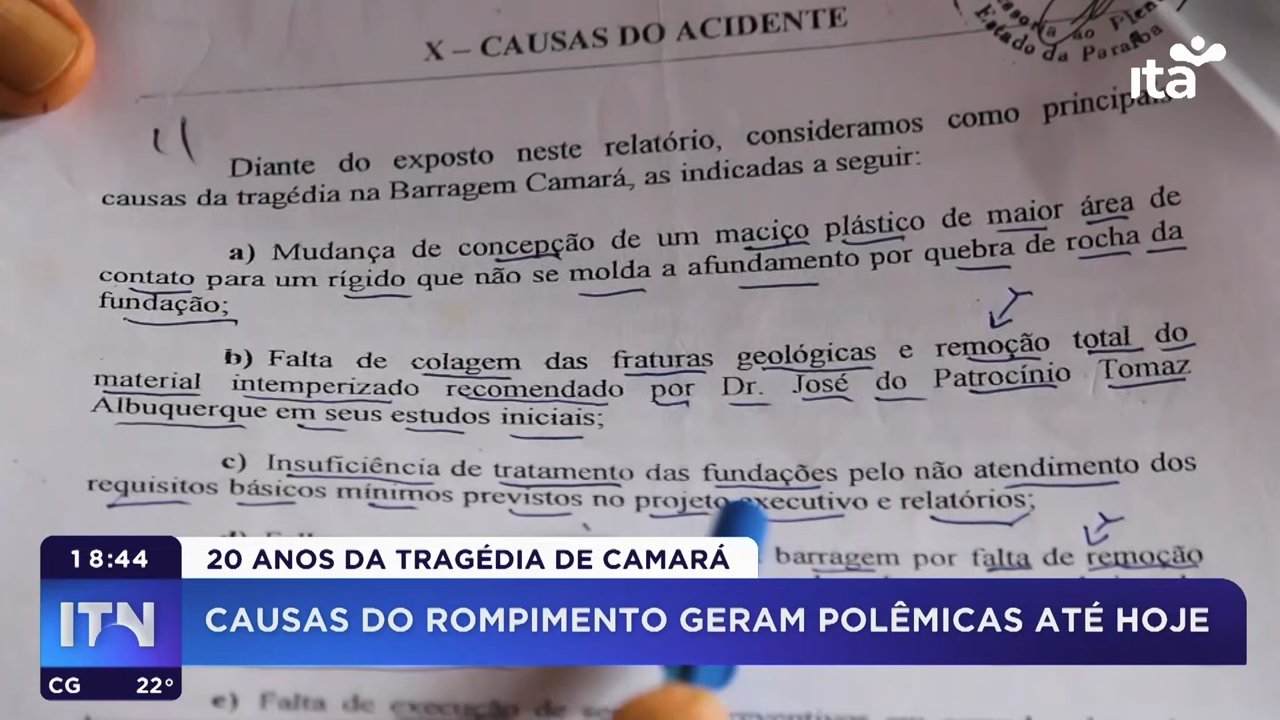 X – CAUSAS DO ACIDENTE
Assessoria ao Pleno
Estado da Paraíba
ita
11
Diante do exposto neste relatório, consideramos como principais
causas da tragédia na Barragem Camará, as indicadas a seguir:
a) Mudança de concepção de um maciço plástico de maior área de
contato para um rígido que não se molda a afundamento por quebra de rocha da
fundação;
b) Falta de colagem das fraturas geológicas e remoção total do
material intemperizado recomendado por Dr. José do Patrocínio Tomaz
Albuquerque em seus estudos iniciais;
c) Insuficiência de tratamento das fundações pelo não atendimento dos
requisitos básicos mínimos previstos no projeto executivo e relatórios;
d) Falta barragem por falta de remoção
18:44
20 ANOS DA TRAGÉDIA DE CAMARÁ
ITN
CAUSAS DO ROMPIMENTO GERAM POLÊMICAS ATÉ HOJE
CG 22°
e) Falta de execução de